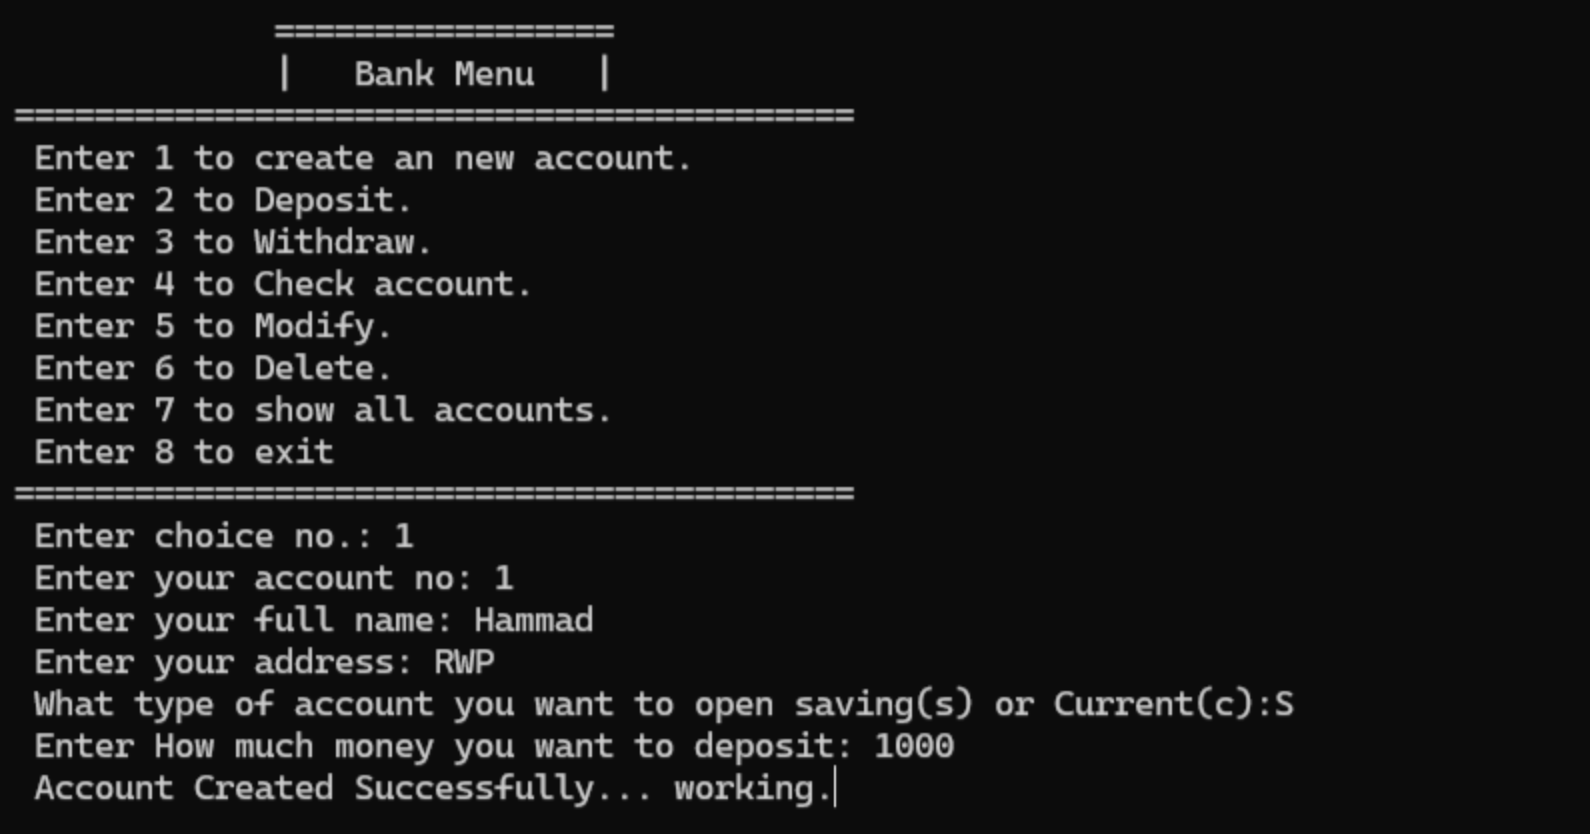 =================
|   Bank Menu   |
==========================================
Enter 1 to create an new account.
Enter 2 to Deposit.
Enter 3 to Withdraw.
Enter 4 to Check account.
Enter 5 to Modify.
Enter 6 to Delete.
Enter 7 to show all accounts.
Enter 8 to exit
==========================================
Enter choice no.: 1
Enter your account no: 1
Enter your full name: Hammad
Enter your address: RWP
What type of account you want to open saving(s) or Current(c):S
Enter How much money you want to deposit: 1000
Account Created Successfully... working.